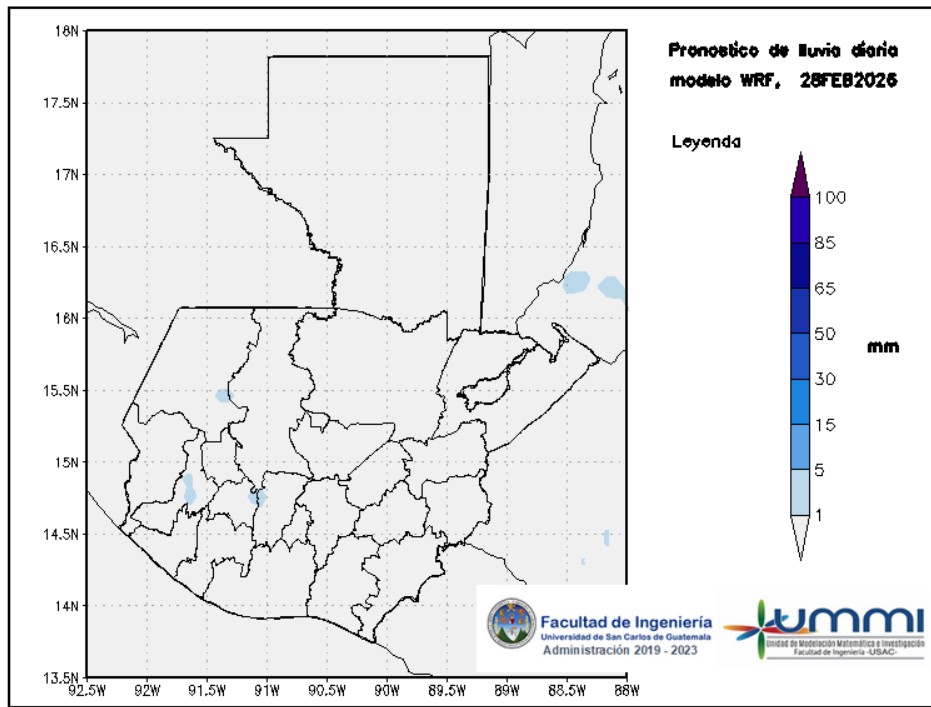 Pronostico de lluvia diaria
modelo WRF, 28FEB2026
Leyenda
100
85
65
50
30
15
5
1
mm
18N
17.5N
17N
16.5N
16N
15.5N
15N
14.5N
14N
13.5N
92.5W
92W
91.5W
91W
90.5W
90W
89.5W
89W
88.5W
88W
Facultad de Ingeniería
Universidad de San Carlos de Guatemala
Administración 2019 - 2023
UMMI
Unidad de Modelación Matemática e Investigación
Facultad de Ingeniería -USAC-